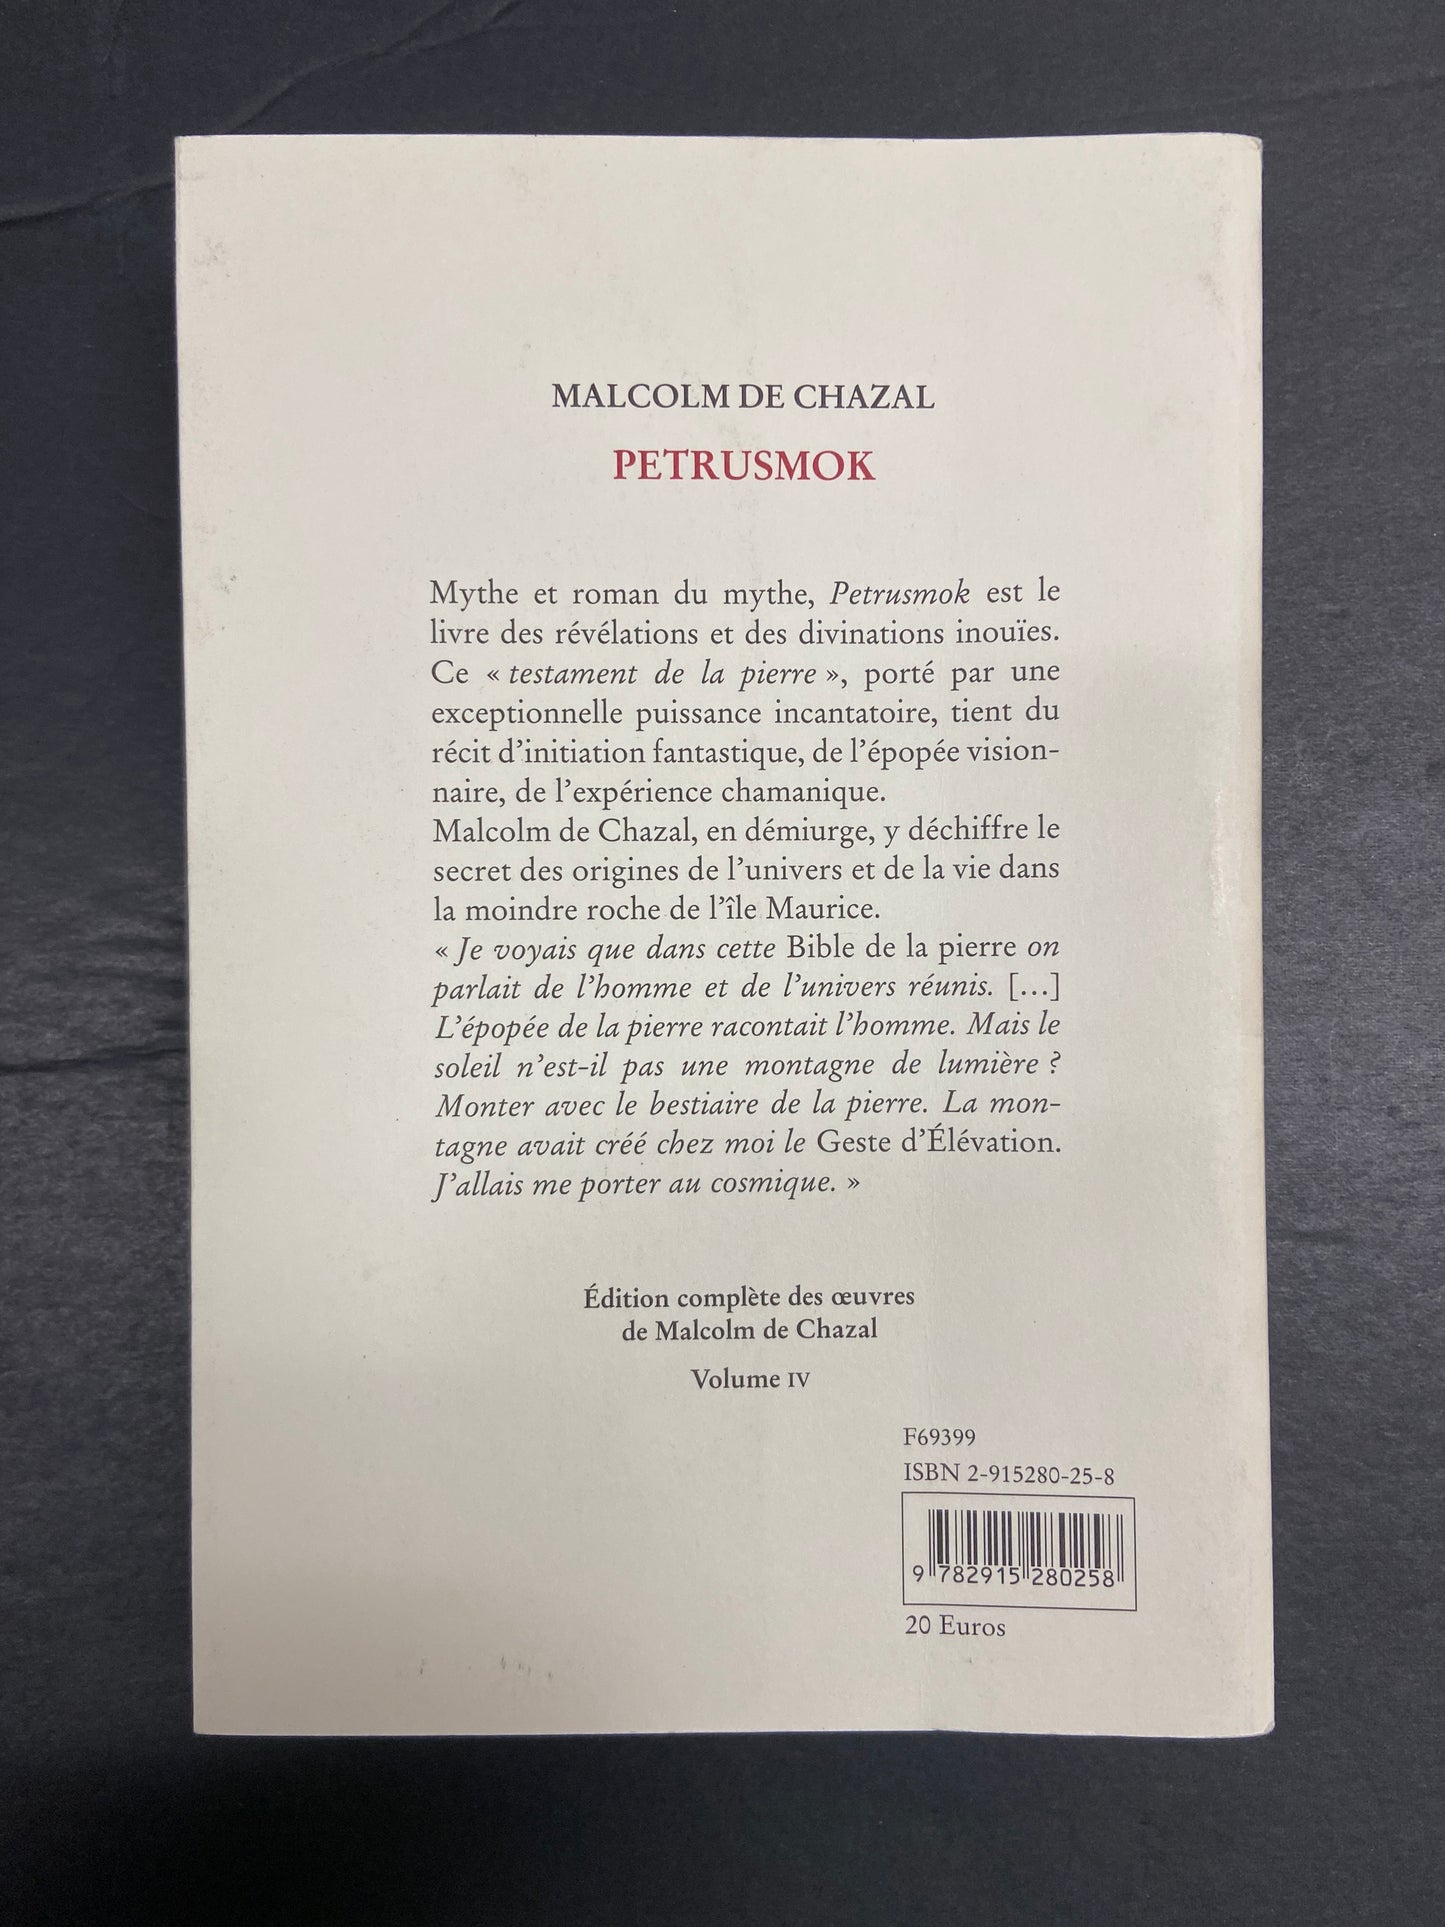 MALCOLM DE CHAZAL
PETRUSMOK
Mythe et roman du mythe, Petrusmok est le
livre des révélations et des divinations inouïes.
Ce « testament de la pierre », porté par une
exceptionnelle puissance incantatoire, tient du
récit d’initiation fantastique, de l’épopée vision-
naire, de l’expérience chamanique.
Malcolm de Chazal, en démiurge, y déchiffre le
secret des origines de l’univers et de la vie dans
la moindre roche de l’île Maurice.
« Je voyais que dans cette Bible de la pierre on
parlait de l’homme et de l’univers réunis. […]
L’épopée de la pierre racontait l’homme. Mais le
soleil n’est-il pas une montagne de lumière ?
Monter avec le bestiaire de la pierre. La mon-
tagne avait créé chez moi le Geste d’Élévation.
J’allais me porter au cosmique. »
Édition complète des œuvres
de Malcolm de Chazal
Volume IV
F69399
ISBN 2-915280-25-8
9 782915 280258
20 Euros